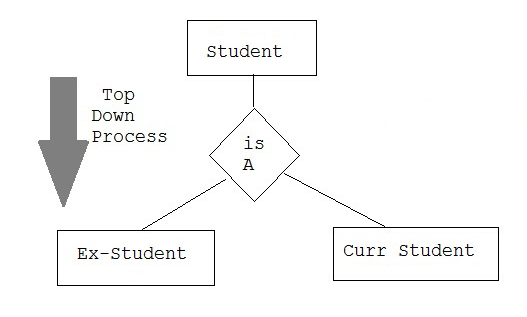 Student
Top
Down
Process
is
A
Ex-Student
Curr Student